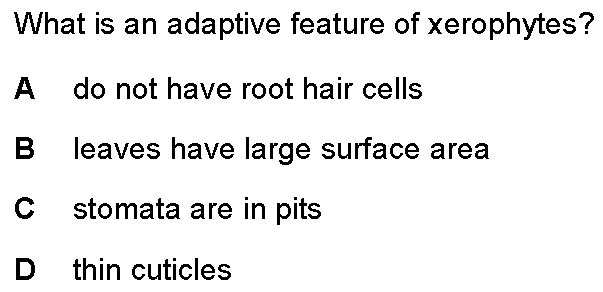 What is an adaptive feature of xerophytes?
A do not have root hair cells
B leaves have large surface area
C stomata are in pits
D thin cuticles